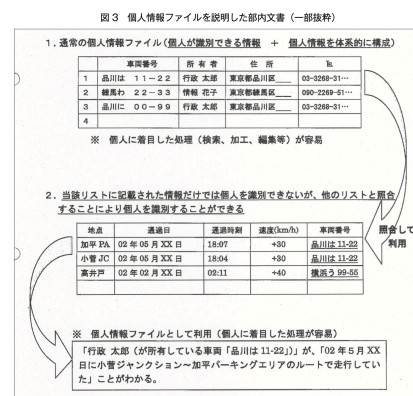 図3 個人情報ファイルを説明した部内文書(一部抜粋)
1.通常の個人情報ファイル(個人が識別できる情報 + 個人情報を体系的に構成)
車両番号 所有者 住所 ℡
1 品川は 11-22 行政 太郎 東京都品川区___ 03-3268-31…
2 練馬わ 22-33 情報 花子 東京都練馬区___ 090-2269-51…
3 品川に 00-99 行政 太郎 東京都品川区___ 03-3268-31…
4
※ 個人に着目した処理(検索、加工、編集等)が容易
2.当該リストに記載された情報だけでは個人を識別できないが、他のリストと照合
することにより個人を識別することができる
照合して
利用
地点 通過日 通過時刻 速度(km/h) 車両番号
加平 PA 02 年 05 月 XX 日 18:07 +30 品川は 11-22
小菅 JC 02 年 05 月 XX 日 18:04 +30 品川は 11-22
高井戸 02 年 02 月 XX 日 02:11 +40 横浜う 99-55
※ 個人情報ファイルとして利用(個人に着目した処理が容易)
「行政 太郎(が所有している車両「品川は 11-22」)」が、「02 年 5 月 XX
日に小菅ジャンクション~加平パーキングエリアのルートで走行してい
た」ことがわかる。